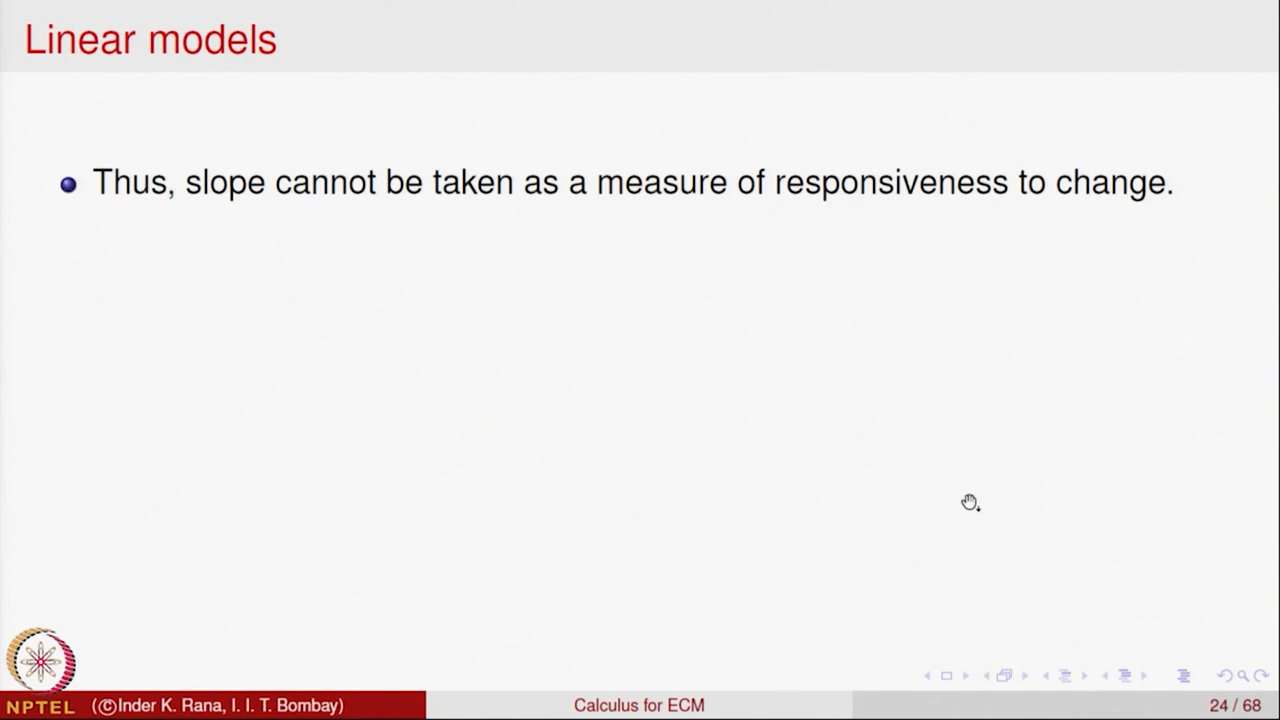 Linear models
Thus, slope cannot be taken as a measure of responsiveness to change.
NPTEL
(©Inder K. Rana, I. I. T. Bombay)
Calculus for ECM
24 / 68